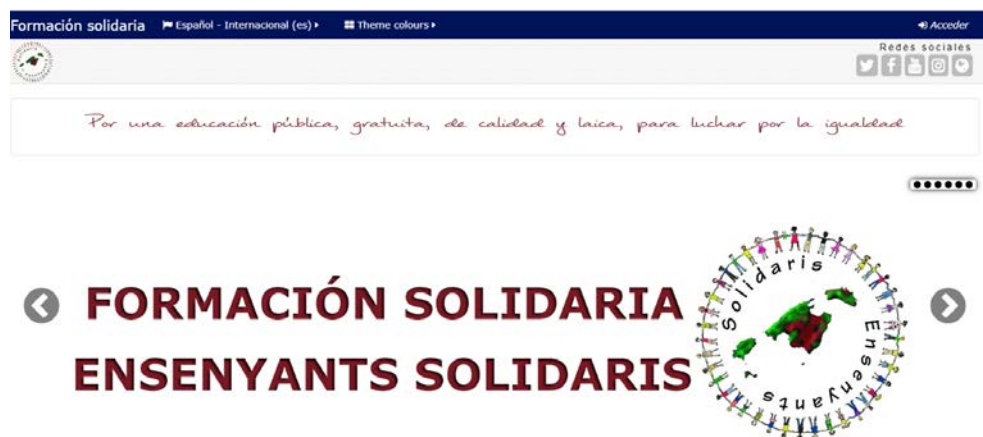 Formación solidaria Español - Internacional (es) Theme colours Acceder
Redes sociales
Por una educación pública, gratuita, de calidad y laica, para luchar por la igualdad
FORMACIÓN SOLIDARIA
ENSENYANTS SOLIDARIS
Solidaris
Ensenyants